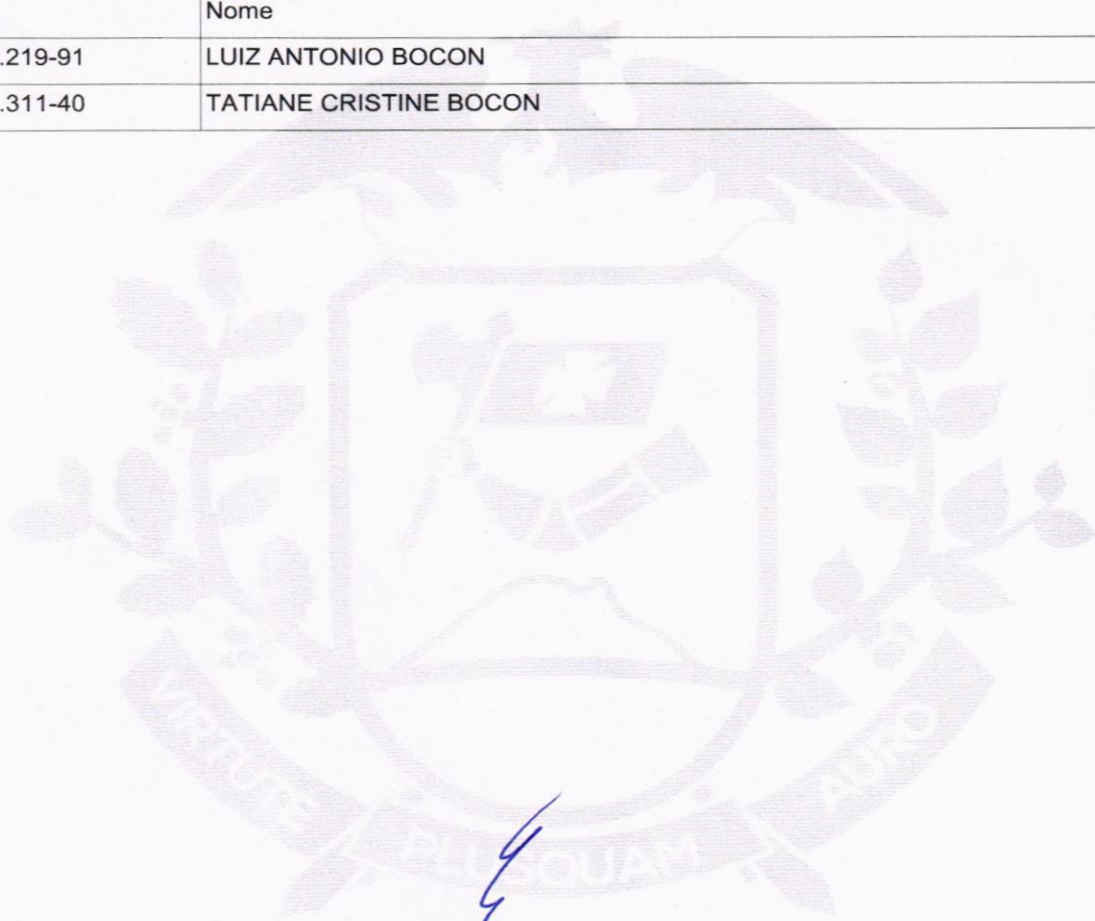 Nome
.219-91 LUIZ ANTONIO BOCON
.311-40 TATIANE CRISTINE BOCON
VIRTUTE PLUSQUAM AURO